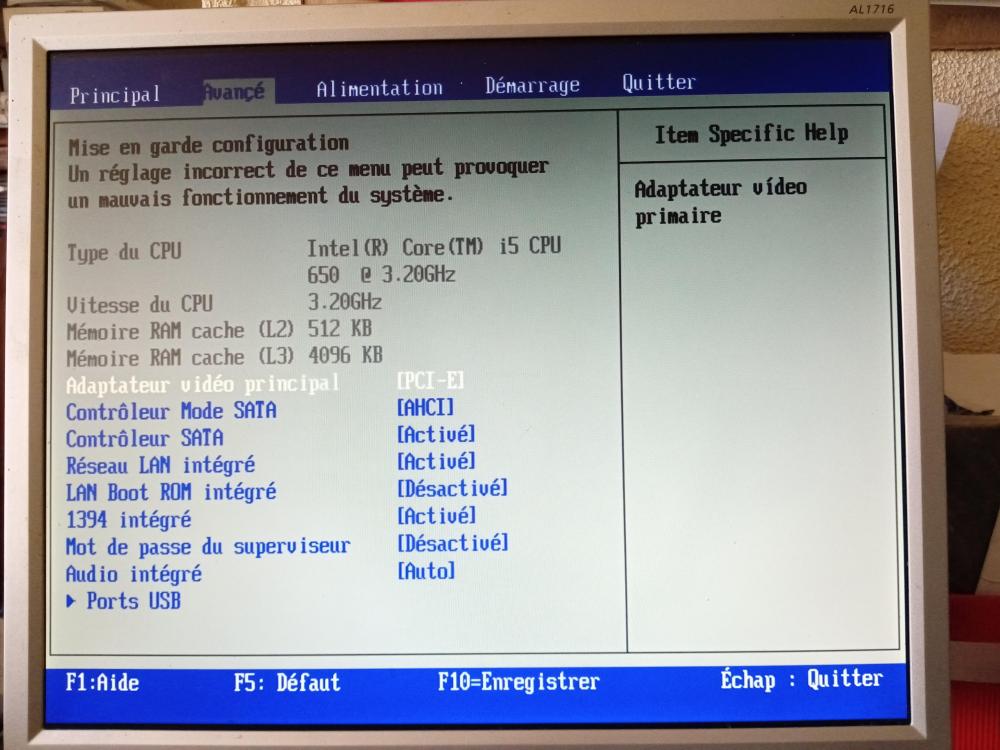 AL1716
Principal Avancé Alimentation Démarrage Quitter
Mise en garde configuration
Un réglage incorrect de ce menu peut provoquer
un mauvais fonctionnement du système.
Item Specific Help
Adaptateur vídeo
primaire
Type du CPU Intel(R) Core(TM) i5 CPU
650 @ 3.20GHz
Vitesse du CPU 3.20GHz
Mémoire RAM cache (L2) 512 KB
Mémoire RAM cache (L3) 4096 KB
Adaptateur vidéo principal [PCI-E]
Contrôleur Mode SATA [AHCI]
Contrôleur SATA [Activé]
Réseau LAN intégré [Activé]
LAN Boot ROM intégré [Désactivé]
1394 intégré [Activé]
Mot de passe du superviseur [Désactivé]
Audio intégré [Auto]
Ports USB
F1:Aide F5: Défaut F10=Enregistrer Échap : Quitter